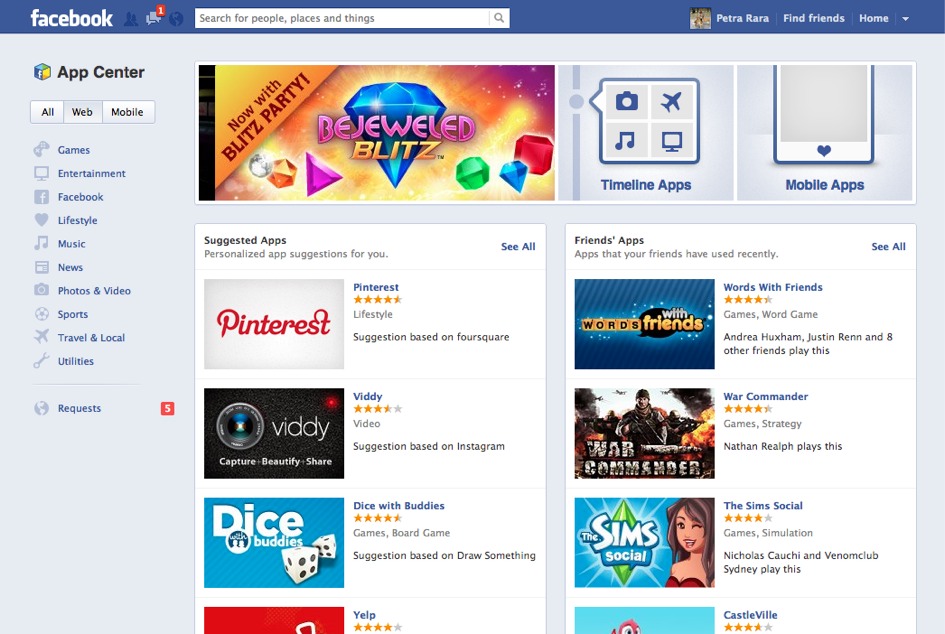 facebook
1
Search for people, places and things
Petra Rara
Find friends
Home
App Center
All
Web
Mobile
Games
Entertainment
Facebook
Lifestyle
Music
News
Photos & Video
Sports
Travel & Local
Utilities
Requests
5
Now with
BLITZ PARTY!
BEJEWELED
BLITZ™
Timeline Apps
Mobile Apps
Suggested Apps
Personalized app suggestions for you.
See All
Pinterest
Pinterest
Lifestyle
Suggestion based on foursquare
viddy
Capture+Beautify+Share
Viddy
Video
Suggestion based on Instagram
Dice
with
buddies
Dice with Buddies
Games, Board Game
Suggestion based on Draw Something
Yelp
Friends' Apps
Apps that your friends have used recently.
See All
WORDS with friends
Words With Friends
Games, Word Game
Andrea Huxham, Justin Renn and 8
other friends play this
WAR
COMMANDER
War Commander
Games, Strategy
Nathan Realph plays this
The SIMS
Social
The Sims Social
Games, Simulation
Nicholas Cauchi and Venomclub
Sydney play this
CastleVille